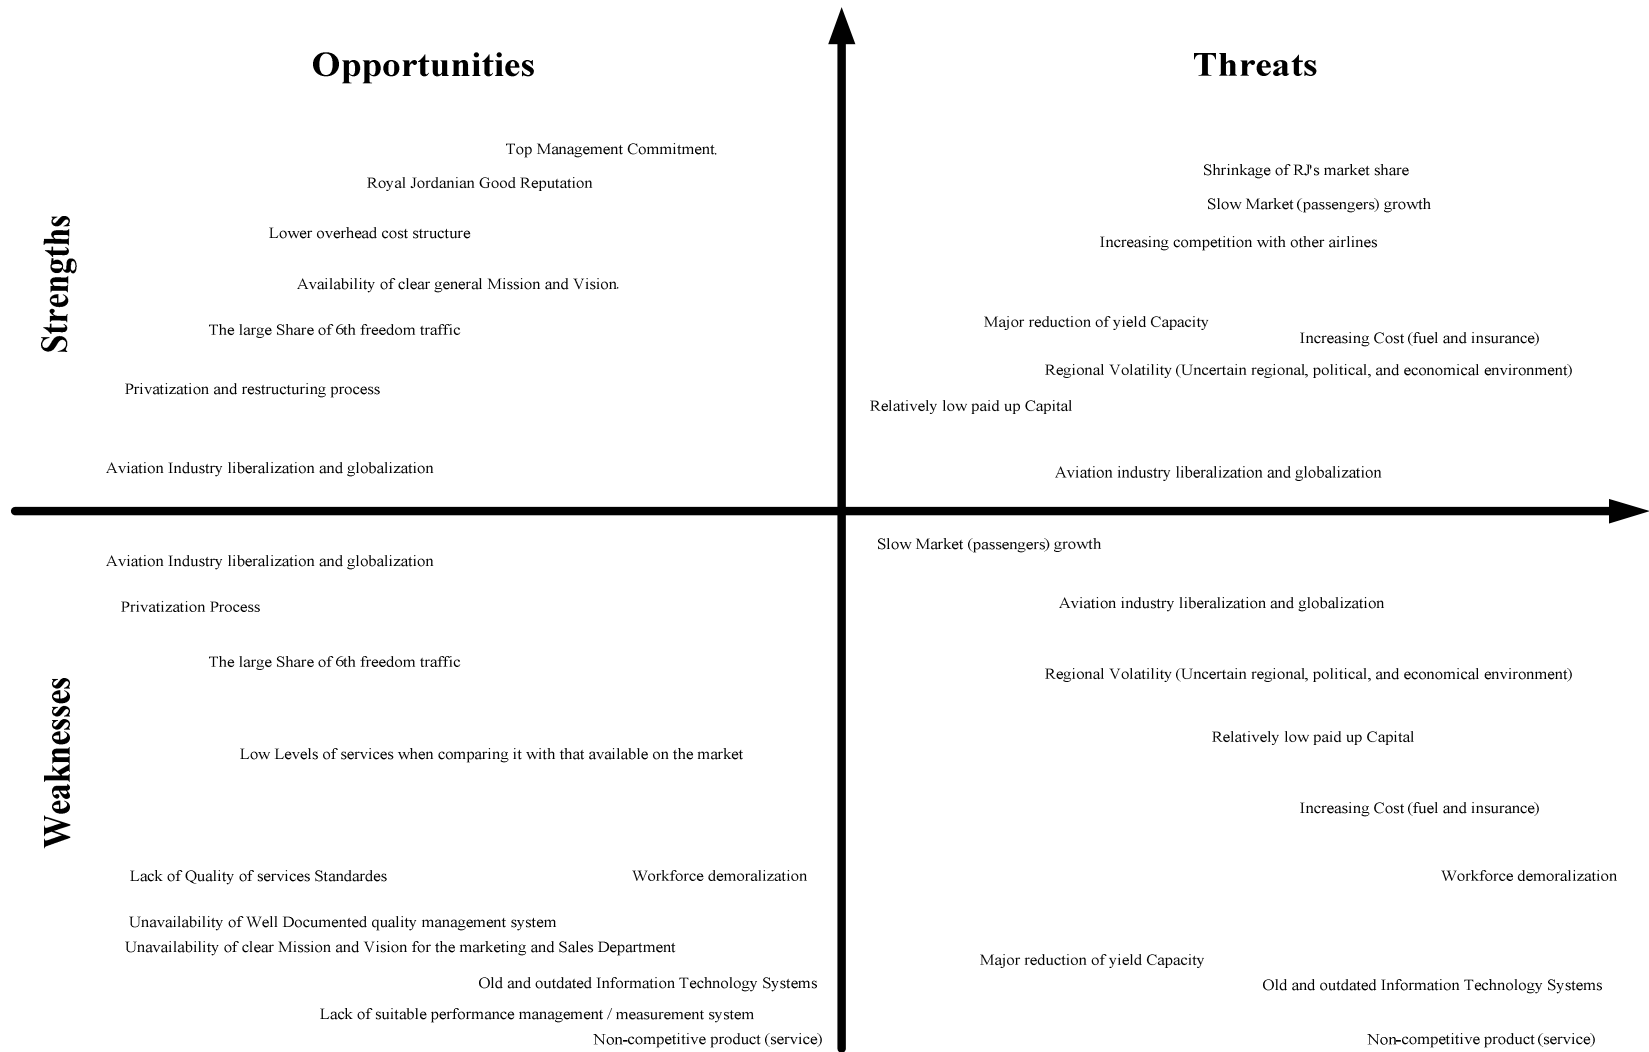 Opportunities
Threats
Strengths
Top Management Commitment.
Royal Jordanian Good Reputation
Lower overhead cost structure
Availability of clear general Mission and Vision.
The large Share of 6th freedom traffic
Privatization and restructuring process
Aviation Industry liberalization and globalization
Shrinkage of RJ's market share
Slow Market (passengers) growth
Increasing competition with other airlines
Major reduction of yield Capacity
Increasing Cost (fuel and insurance)
Regional Volatility (Uncertain regional, political, and economical environment)
Relatively low paid up Capital
Aviation industry liberalization and globalization
Weaknesses
Aviation Industry liberalization and globalization
Privatization Process
The large Share of 6th freedom traffic
Low Levels of services when comparing it with that available on the market
Lack of Quality of services Standardes
Workforce demoralization
Unavailability of Well Documented quality management system
Unavailability of clear Mission and Vision for the marketing and Sales Department
Old and outdated Information Technology Systems
Lack of suitable performance management / measurement system
Non-competitive product (service)
Slow Market (passengers) growth
Aviation industry liberalization and globalization
Regional Volatility (Uncertain regional, political, and economical environment)
Relatively low paid up Capital
Increasing Cost (fuel and insurance)
Workforce demoralization
Major reduction of yield Capacity
Old and outdated Information Technology Systems
Non-competitive product (service)